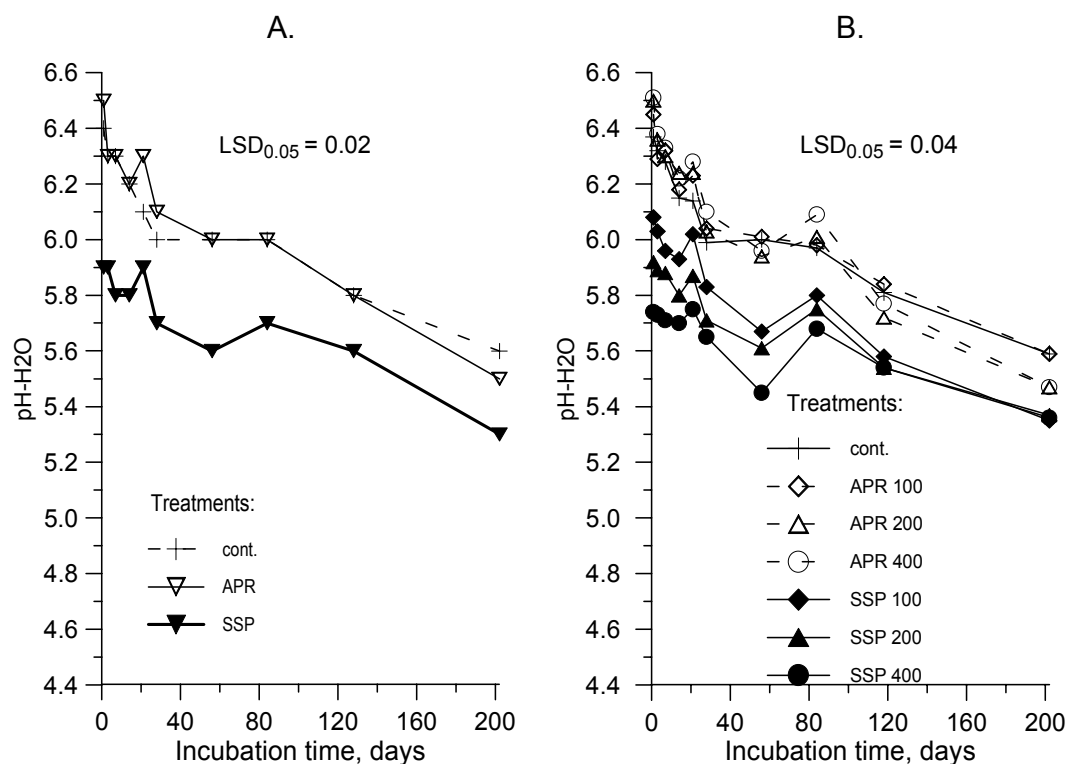 A.
6.6
6.4
6.2
6.0
5.8
5.6
5.4
5.2
5.0
4.8
4.6
4.4
pH-H2O
LSD0.05 = 0.02
Treatments:
cont.
APR
SSP
0 40 80 120 160 200
Incubation time, days
B.
6.6
6.4
6.2
6.0
5.8
5.6
5.4
5.2
5.0
4.8
4.6
4.4
pH-H2O
LSD0.05 = 0.04
Treatments:
cont.
APR 100
APR 200
APR 400
SSP 100
SSP 200
SSP 400
0 40 80 120 160 200
Incubation time, days